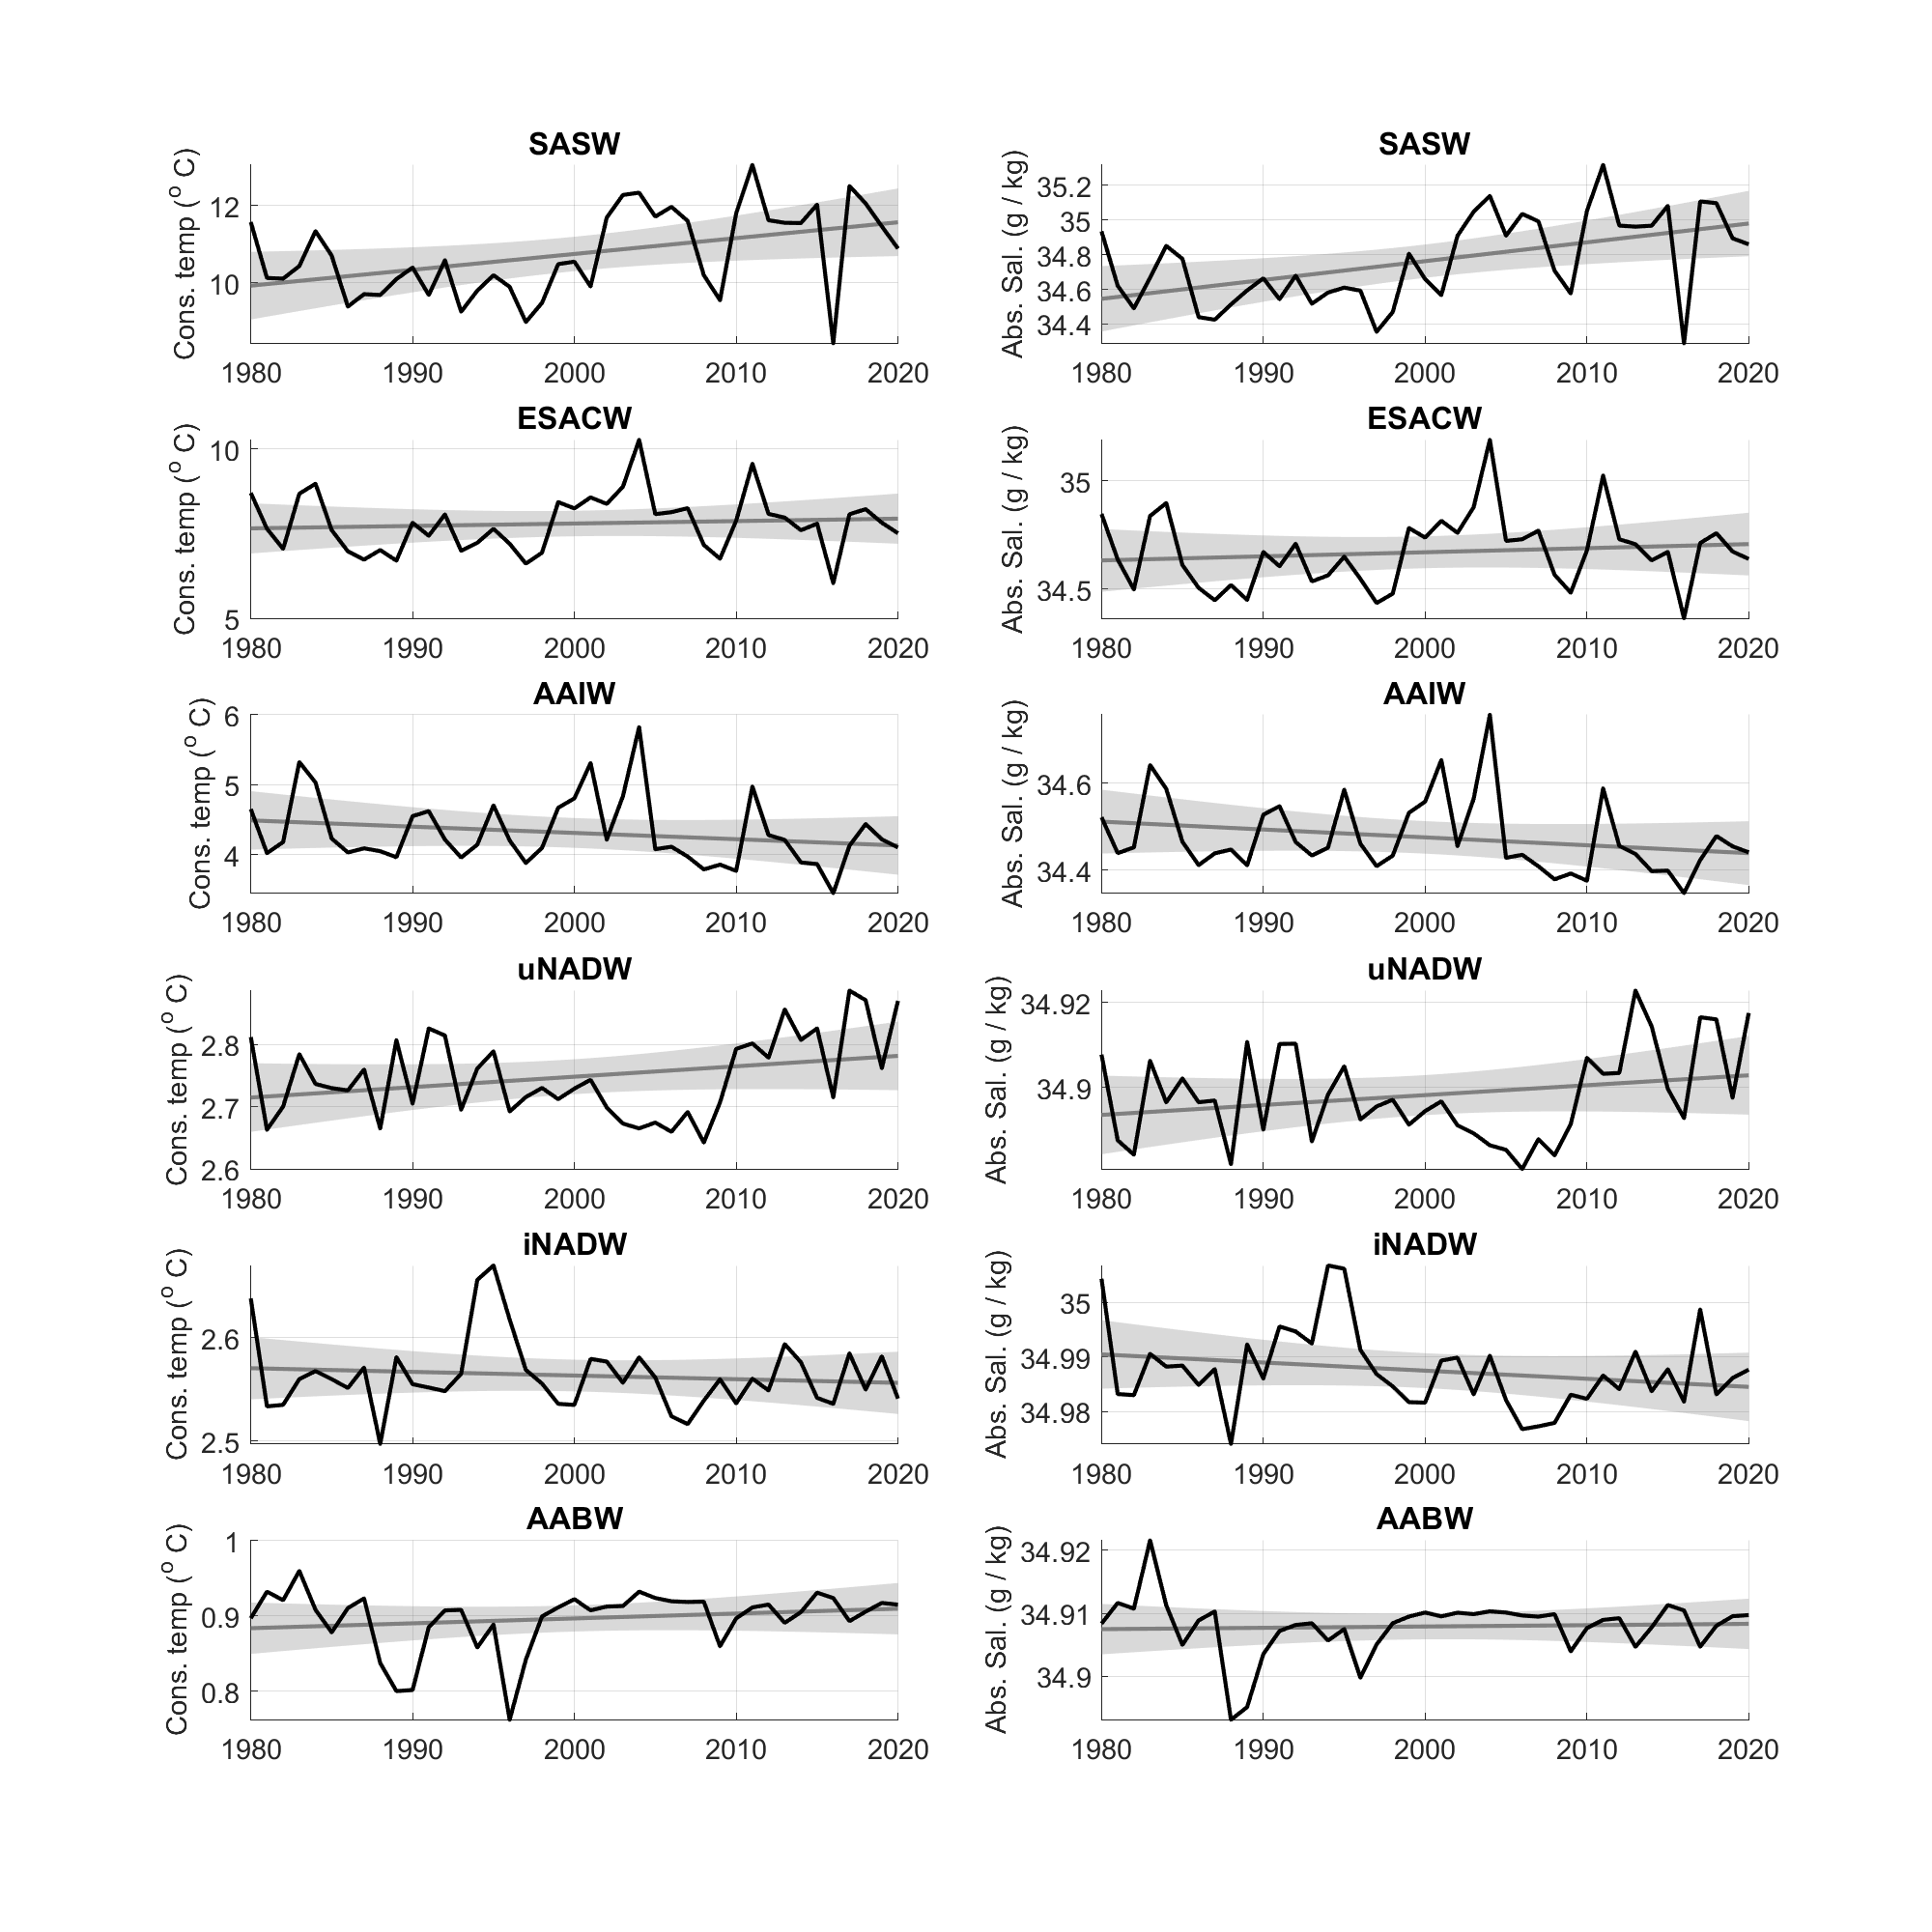 SASW
Cons. temp (° C)
12
10
1980 1990 2000 2010 2020
SASW
Abs. Sal. (g / kg)
35.2
35
34.8
34.6
34.4
1980 1990 2000 2010 2020
ESACW
Cons. temp (° C)
10
5
1980 1990 2000 2010 2020
ESACW
Abs. Sal. (g / kg)
35
34.5
1980 1990 2000 2010 2020
AAIW
Cons. temp (° C)
6
5
4
1980 1990 2000 2010 2020
AAIW
Abs. Sal. (g / kg)
34.6
34.4
1980 1990 2000 2010 2020
uNADW
Cons. temp (° C)
2.8
2.7
2.6
1980 1990 2000 2010 2020
uNADW
Abs. Sal. (g / kg)
34.92
34.9
1980 1990 2000 2010 2020
iNADW
Cons. temp (° C)
2.6
2.5
1980 1990 2000 2010 2020
iNADW
Abs. Sal. (g / kg)
35
34.99
34.98
1980 1990 2000 2010 2020
AABW
Cons. temp (° C)
1
0.9
0.8
1980 1990 2000 2010 2020
AABW
Abs. Sal. (g / kg)
34.92
34.91
34.9
1980 1990 2000 2010 2020